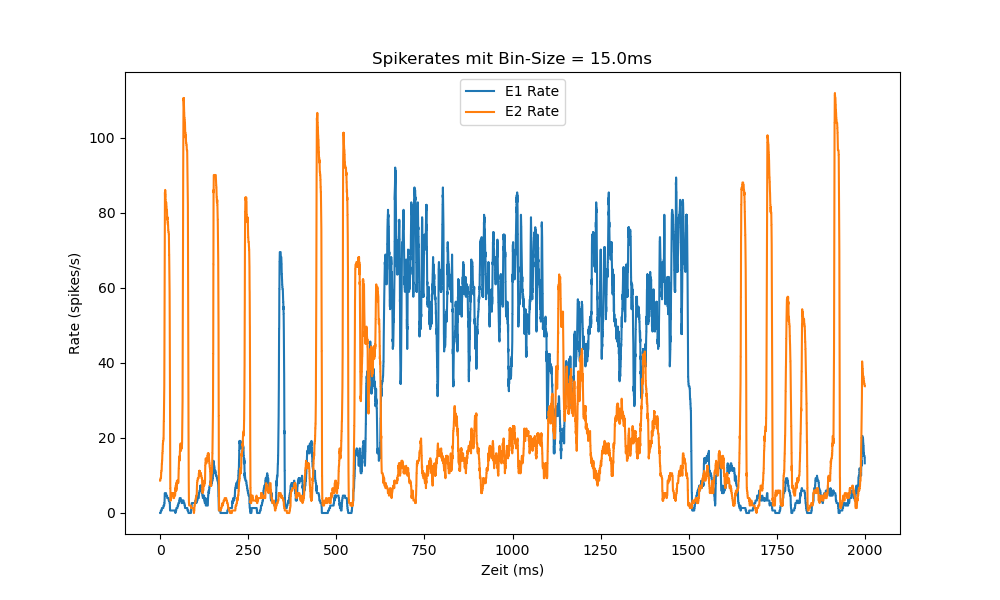 Spikerates mit Bin-Size = 15.0ms
E1 Rate
E2 Rate
Rate (spikes/s)
100
80
60
40
20
0
0 250 500 750 1000 1250 1500 1750 2000
Zeit (ms)